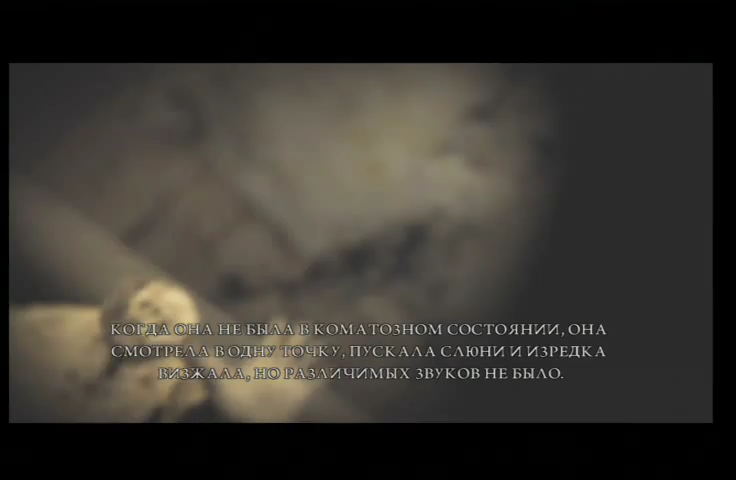 КОГДА ОНА НЕ БЫЛА В КОМАТОЗНОМ СОСТОЯНИИ, ОНА
СМОТРЕЛА В ОДНУ ТОЧКУ, ПУСКАЛА СЛЮНИ И ИЗРЕДКА
ВИЗЖАЛА, НО РАЗЛИЧИМЫХ ЗВУКОВ НЕ БЫЛО.